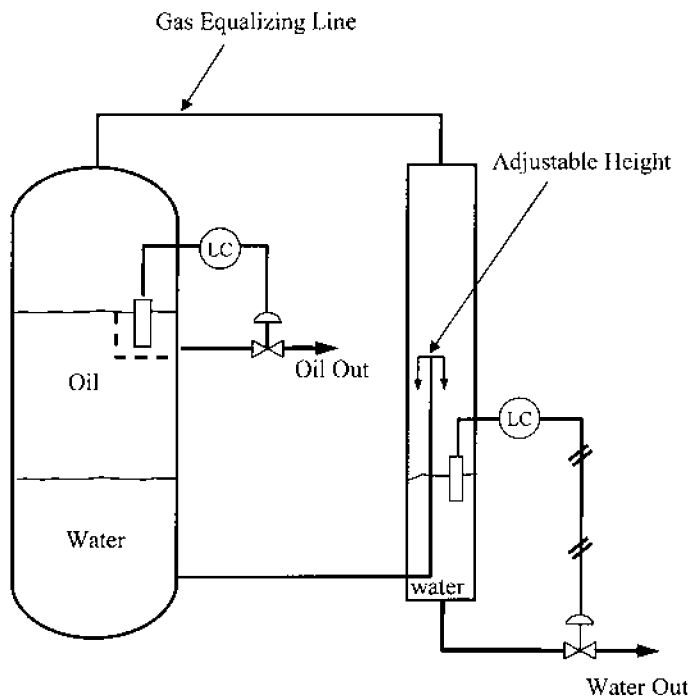 Gas Equalizing Line
Adjustable Height
LC
Oil Out
Oil
LC
Water
water
Water Out